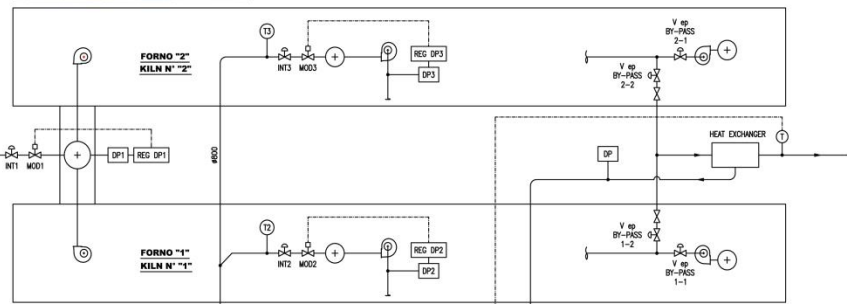 FORNO "2"
KILN N° "2"
T3
INT3
MOD3
REG DP3
DP3
V ep
BY-PASS
2-1
V ep
BY-PASS
2-2
INT1
MOD1
DP1
REG DP1
ø800
DP
HEAT EXCHANGER
T
FORNO "1"
KILN N° "1"
T2
INT2
MOD2
REG DP2
DP2
V ep
BY-PASS
1-2
V ep
BY-PASS
1-1